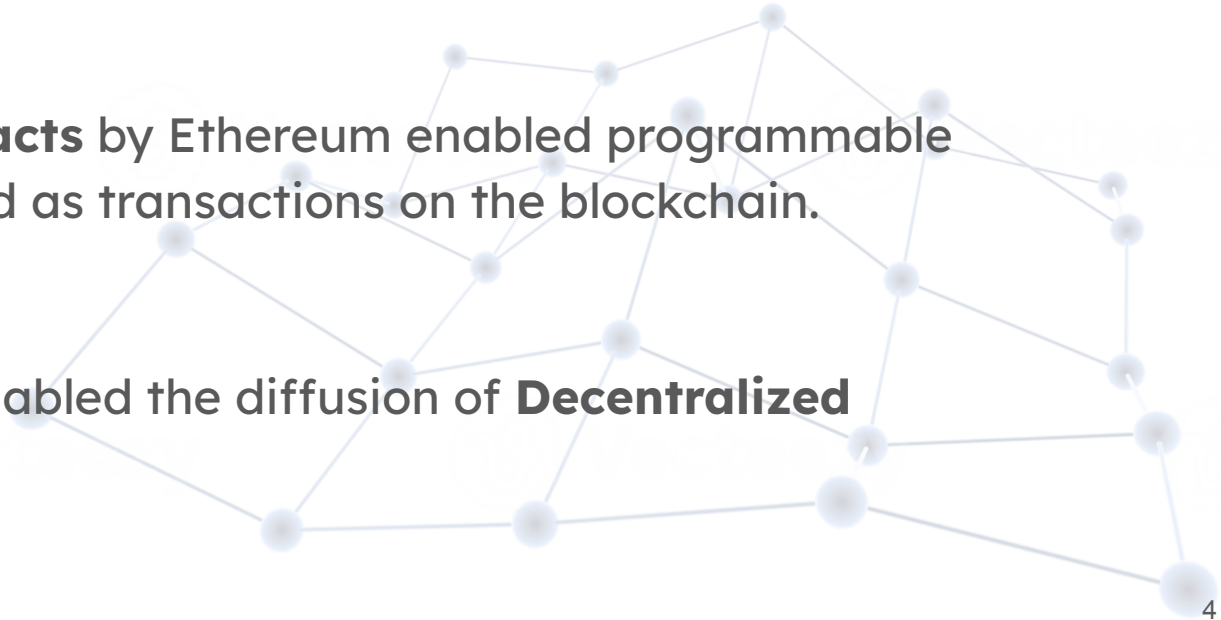 acts by Ethereum enabled programmable
d as transactions on the blockchain.
abled the diffusion of Decentralized
4